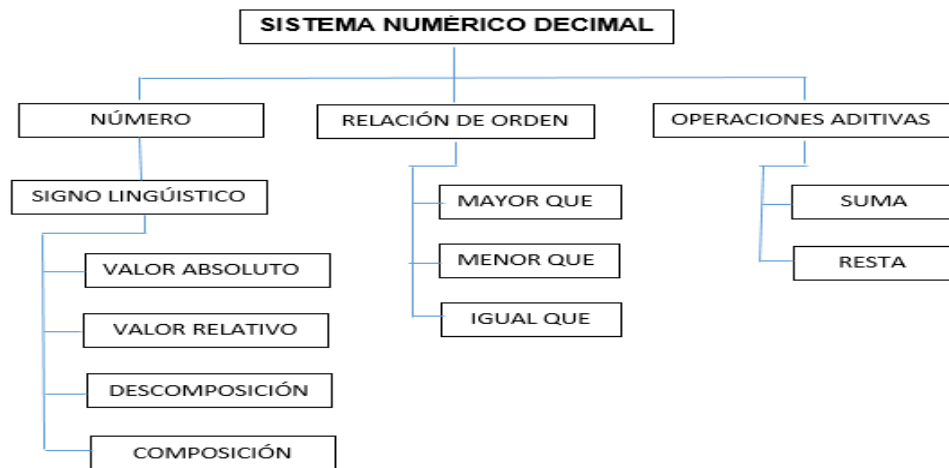 SISTEMA NUMÉRICO DECIMAL
NÚMERO
RELACIÓN DE ORDEN
OPERACIONES ADITIVAS
SIGNO LINGÚISTICO
MAYOR QUE
SUMA
MENOR QUE
RESTA
VALOR ABSOLUTO
IGUAL QUE
VALOR RELATIVO
DESCOMPOSICIÓN
COMPOSICIÓN